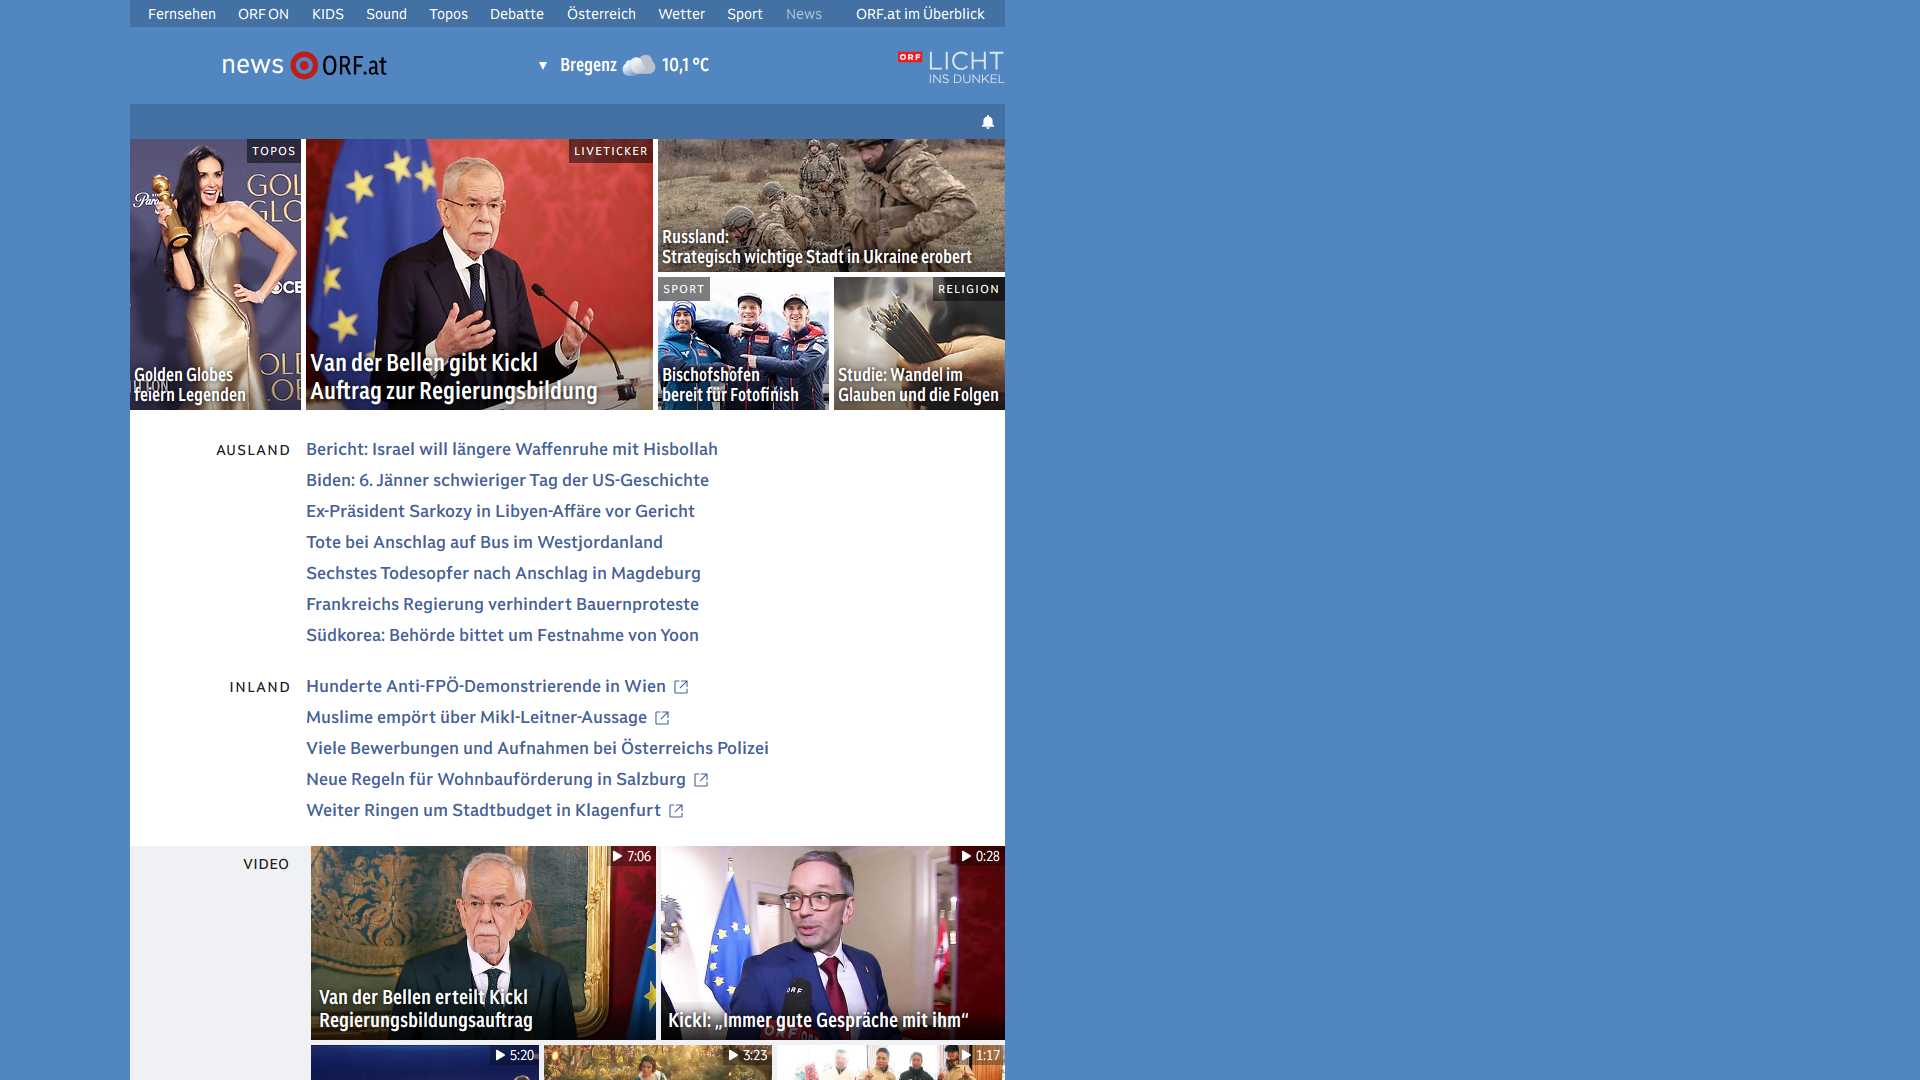 Fernsehen ORF ON KIDS Sound Topos Debatte Österreich Wetter Sport News ORF.at im Überblick
news ORF.at
▼ Bregenz 10,1 °C
ORF LICHT
INS DUNKEL
TOPOS
Golden Globes
feiern Legenden
LIVETICKER
Van der Bellen gibt Kickl
Auftrag zur Regierungsbildung
Russland:
Strategisch wichtige Stadt in Ukraine erobert
SPORT
Bischofshofen
bereit für Fotofinish
RELIGION
Studie: Wandel im
Glauben und die Folgen
AUSLAND
Bericht: Israel will längere Waffenruhe mit Hisbollah
Biden: 6. Jänner schwieriger Tag der US-Geschichte
Ex-Präsident Sarkozy in Libyen-Affäre vor Gericht
Tote bei Anschlag auf Bus im Westjordanland
Sechstes Todesopfer nach Anschlag in Magdeburg
Frankreichs Regierung verhindert Bauernproteste
Südkorea: Behörde bittet um Festnahme von Yoon
INLAND
Hunderte Anti-FPÖ-Demonstrierende in Wien
Muslime empört über Mikl-Leitner-Aussage
Viele Bewerbungen und Aufnahmen bei Österreichs Polizei
Neue Regeln für Wohnbauförderung in Salzburg
Weiter Ringen um Stadtbudget in Klagenfurt
VIDEO
7:06
Van der Bellen erteilt Kickl
Regierungsbildungsauftrag
0:28
ORF
Kickl: „Immer gute Gespräche mit ihm“
5:20
3:23
1:17